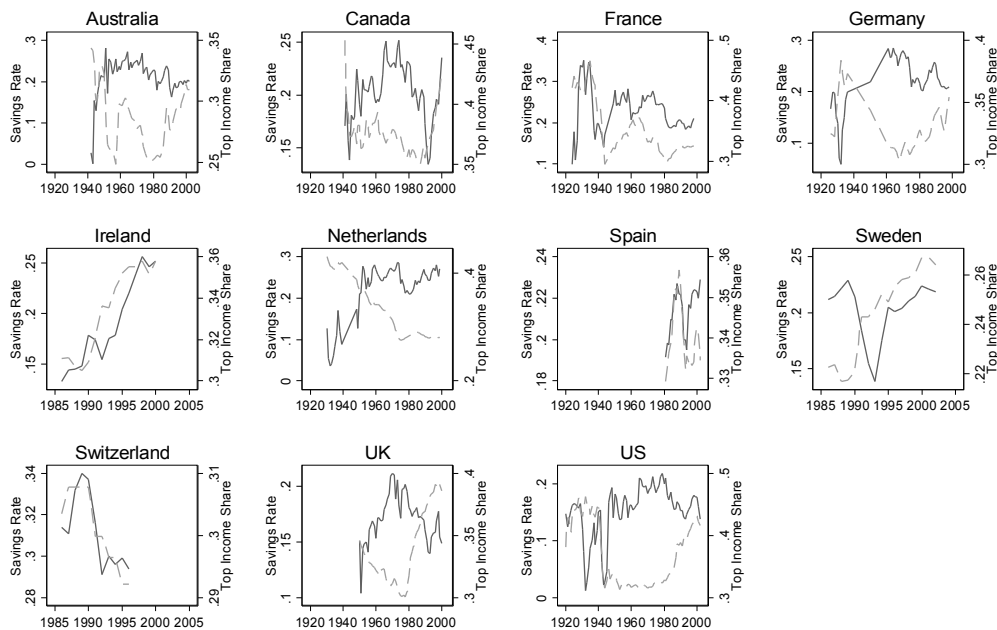 Australia
Savings Rate
0 .1 .2 .3
Top Income Share
.25 .3 .35
1920 1940 1960 1980 2000
Canada
Savings Rate
.15 .2 .25
Top Income Share
.35 .4 .45
1920 1940 1960 1980 2000
France
Savings Rate
.1 .2 .3 .4
Top Income Share
.3 .4 .5
1920 1940 1960 1980 2000
Germany
Savings Rate
.1 .2 .3
Top Income Share
.3 .35 .4
1920 1940 1960 1980 2000
Ireland
Savings Rate
.15 .2 .25
Top Income Share
.3 .32 .34 .36
1985 1990 1995 2000 2005
Netherlands
Savings Rate
0 .1 .2 .3
Top Income Share
.2 .4
1920 1940 1960 1980 2000
Spain
Savings Rate
.18 .2 .22 .24
Top Income Share
.33 .34 .35 .36
1920 1940 1960 1980 2000
Sweden
Savings Rate
.15 .2 .25
Top Income Share
.22 .24 .26
1985 1990 1995 2000 2005
Switzerland
Savings Rate
.28 .3 .32 .34
Top Income Share
.29 .3 .31
1985 1990 1995 2000 2005
UK
Savings Rate
.1 .15 .2
Top Income Share
.3 .35 .4
1920 1940 1960 1980 2000
US
Savings Rate
0 .1 .2
Top Income Share
.3 .4 .5
1920 1940 1960 1980 2000